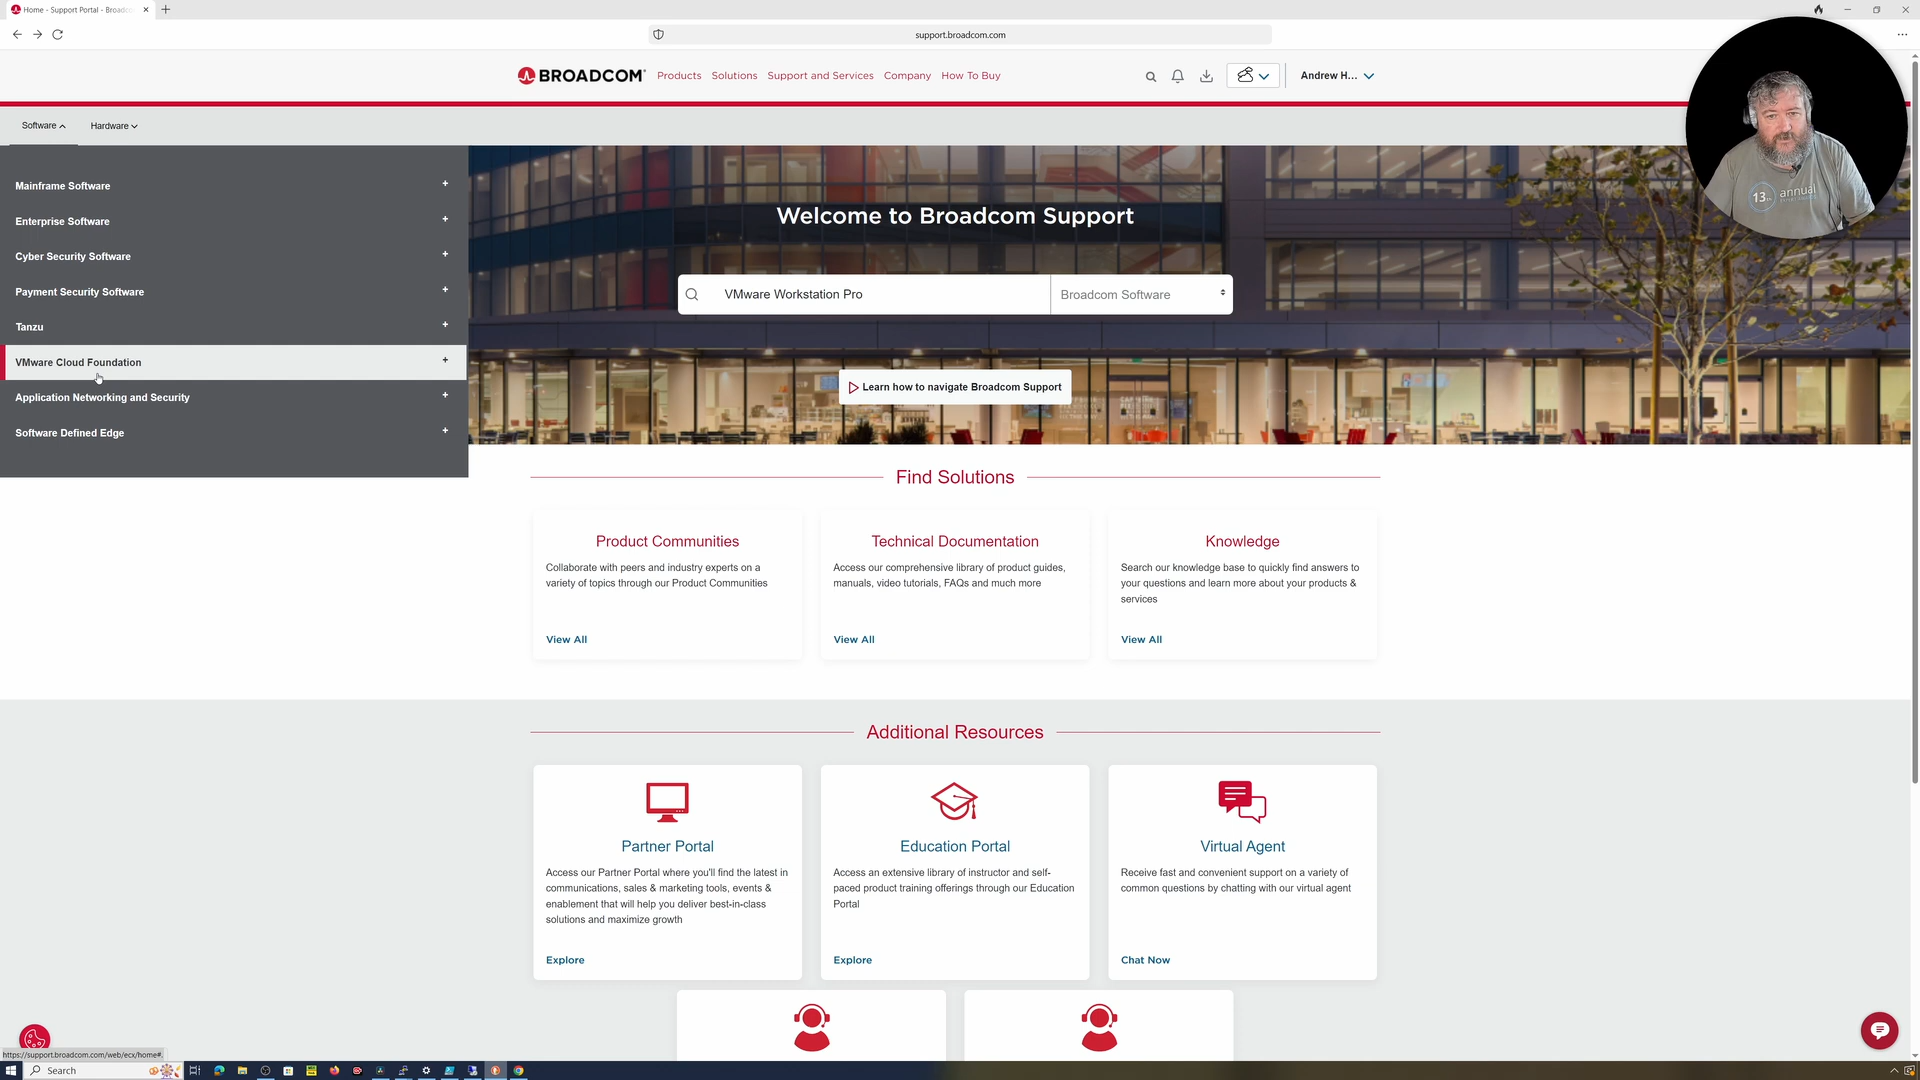 Home - Support Portal - Broadco
support.broadcom.com
BROADCOM
Products
Solutions
Support and Services
Company
How To Buy
Andrew H...
Software
Hardware
Mainframe Software
Enterprise Software
Cyber Security Software
Payment Security Software
Tanzu
VMware Cloud Foundation
Application Networking and Security
Software Defined Edge
Welcome to Broadcom Support
VMware Workstation Pro
Broadcom Software
Learn how to navigate Broadcom Support
13th annual
Find Solutions
Product Communities
Collaborate with peers and industry experts on a
variety of topics through our Product Communities
View All
Technical Documentation
Access our comprehensive library of product guides,
manuals, video tutorials, FAQs and much more
View All
Knowledge
Search our knowledge base to quickly find answers to
your questions and learn more about your products &
services
View All
Additional Resources
Partner Portal
Access our Partner Portal where you'll find the latest in
communications, sales & marketing tools, events &
enablement that will help you deliver best-in-class
solutions and maximize growth
Explore
Education Portal
Access an extensive library of instructor and self-
paced product training offerings through our Education
Portal
Explore
Virtual Agent
Receive fast and convenient support on a variety of
common questions by chatting with our virtual agent
Chat Now
https://support.broadcom.com/web/ecx/home#
Search